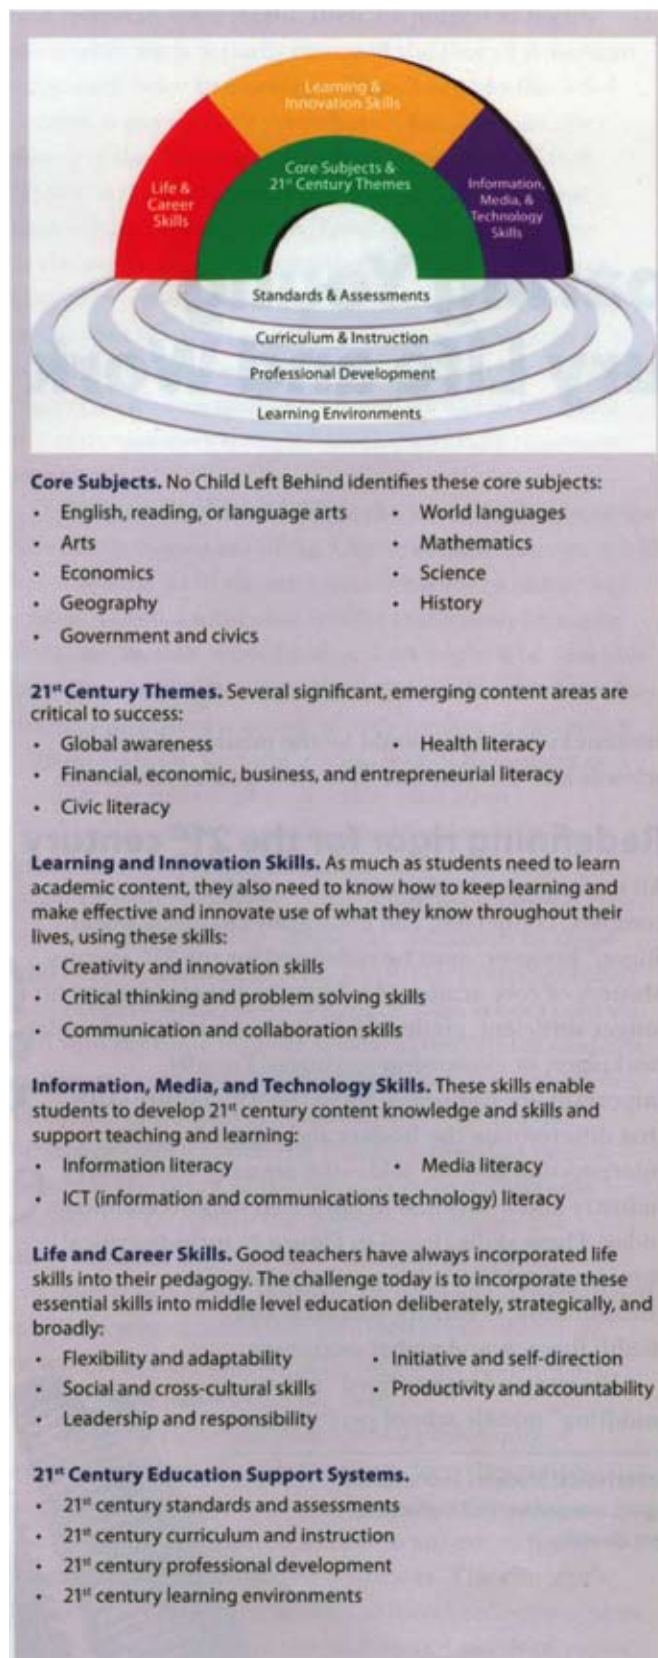 Learning &
Innovation Skills
Core Subjects &
21st Century Themes
Life &
Career
Skills
Information,
Media, &
Technology
Skills
Standards & Assessments
Curriculum & Instruction
Professional Development
Learning Environments
Core Subjects. No Child Left Behind identifies these core subjects:
• English, reading, or language arts • World languages
• Arts • Mathematics
• Economics • Science
• Geography • History
• Government and civics
21st Century Themes. Several significant, emerging content areas are
critical to success:
• Global awareness • Health literacy
• Financial, economic, business, and entrepreneurial literacy
• Civic literacy
Learning and Innovation Skills. As much as students need to learn
academic content, they also need to know how to keep learning and
make effective and innovate use of what they know throughout their
lives, using these skills:
• Creativity and innovation skills
• Critical thinking and problem solving skills
• Communication and collaboration skills
Information, Media, and Technology Skills. These skills enable
students to develop 21st century content knowledge and skills and
support teaching and learning:
• Information literacy • Media literacy
• ICT (information and communications technology) literacy
Life and Career Skills. Good teachers have always incorporated life
skills into their pedagogy. The challenge today is to incorporate these
essential skills into middle level education deliberately, strategically, and
broadly:
• Flexibility and adaptability • Initiative and self-direction
• Social and cross-cultural skills • Productivity and accountability
• Leadership and responsibility
21st Century Education Support Systems.
• 21st century standards and assessments
• 21st century curriculum and instruction
• 21st century professional development
• 21st century learning environments